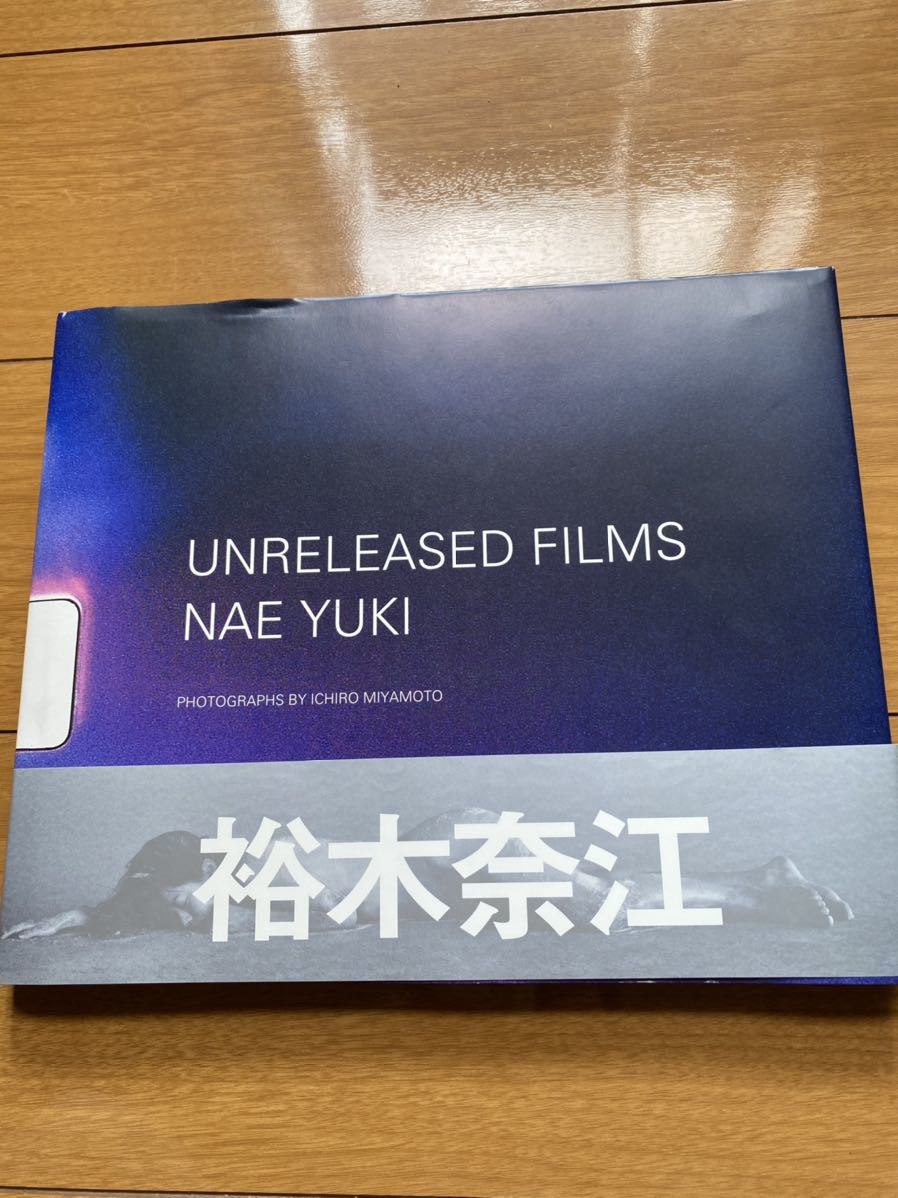 UNRELEASED FILMS
NAE YUKI
PHOTOGRAPHS BY ICHIRO MIYAMOTO
裕木奈江